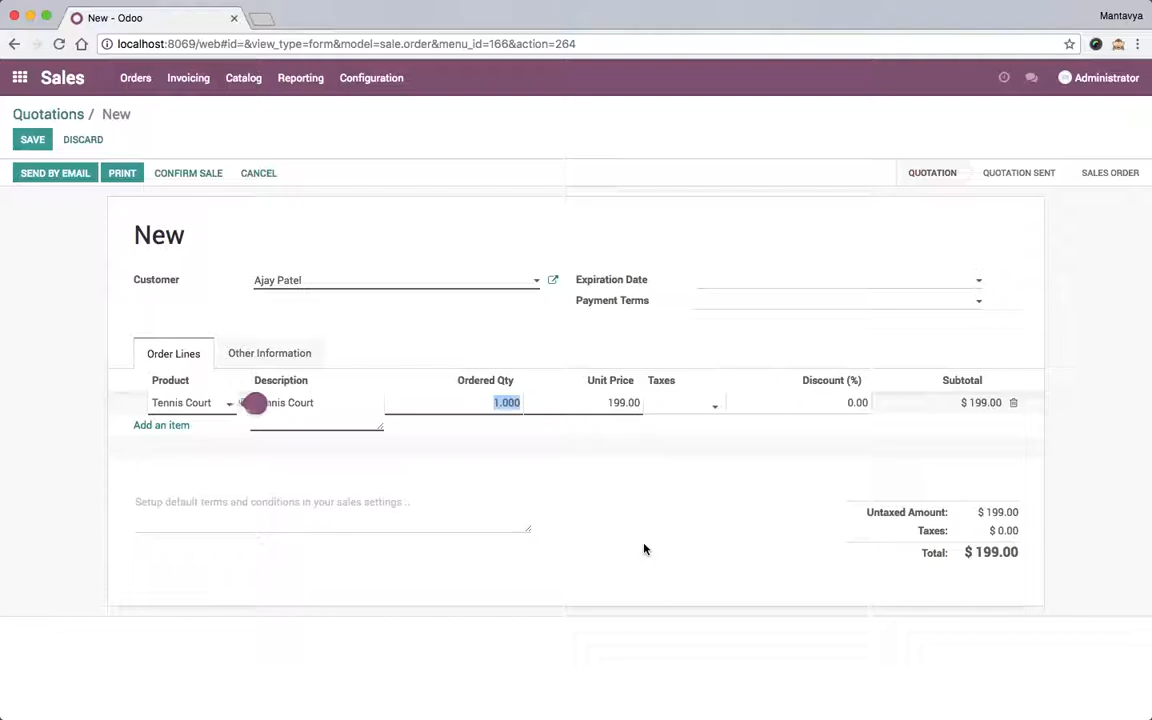 New - Odoo
Mantavya
localhost:8069/web#id=&view_type=form&model=sale.order&menu_id=166&action=264
Sales Orders Invoicing Catalog Reporting Configuration Administrator
Quotations / New
SAVE DISCARD
SEND BY EMAIL PRINT CONFIRM SALE CANCEL QUOTATION QUOTATION SENT SALES ORDER
New
Customer Ajay Patel Expiration Date
Payment Terms
Order Lines Other Information
Product Description Ordered Qty Unit Price Taxes Discount (%) Subtotal
Tennis Court Court 1.000 199.00 0.00 $ 199.00
Add an item
Setup default terms and conditions in your sales settings ..
Untaxed Amount: $ 199.00
Taxes: $ 0.00
Total: $ 199.00